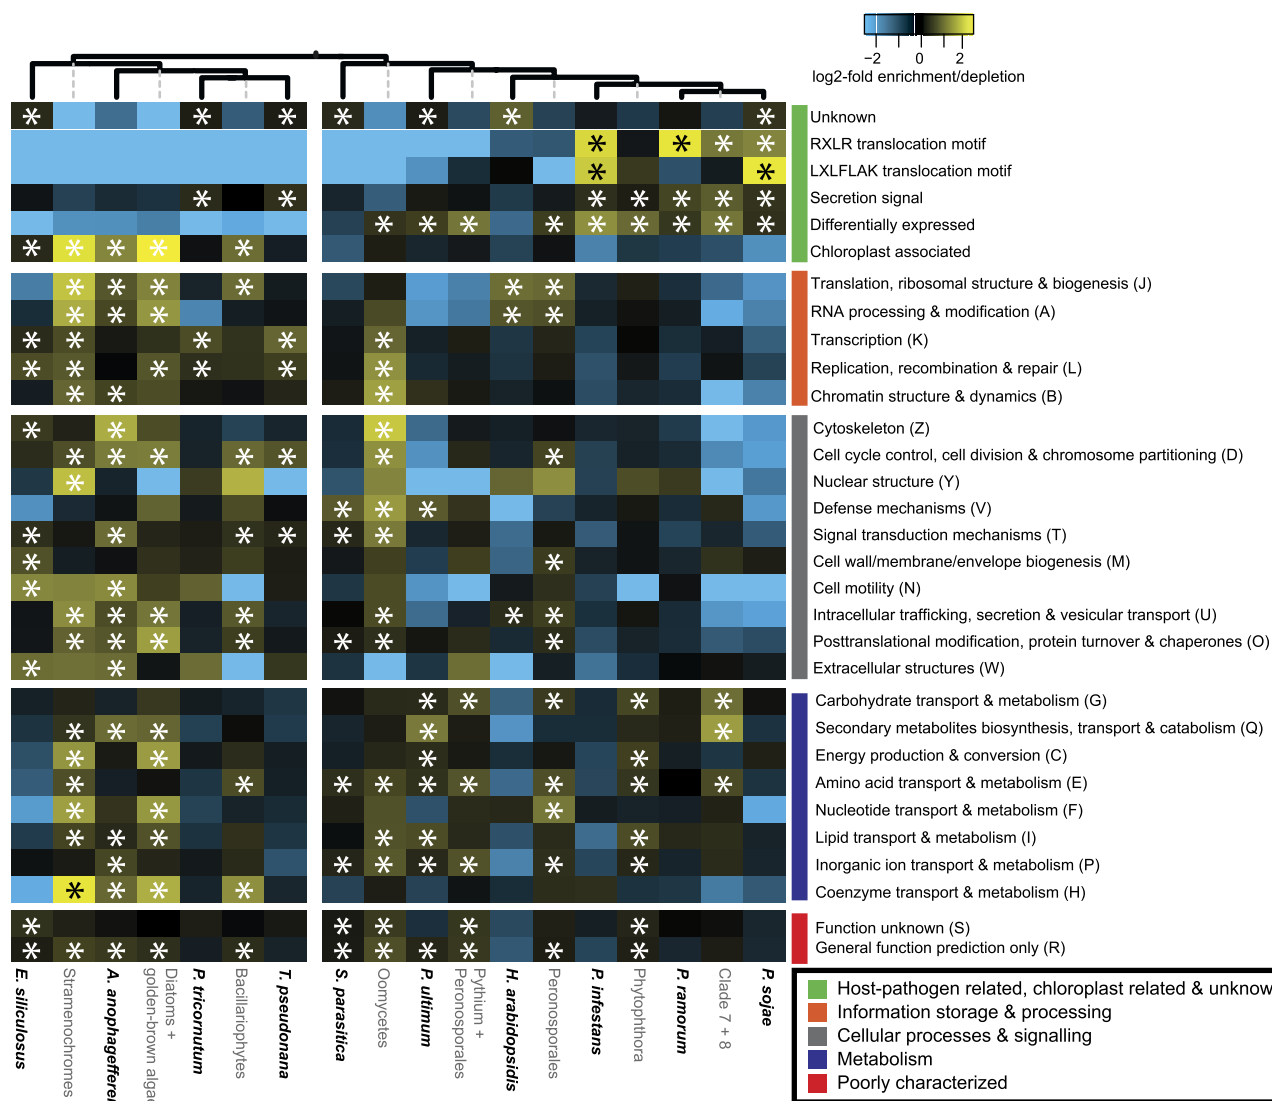 −2 0 2
log2-fold enrichment/depletion
Unknown
RXLR translocation motif
LXLFLAK translocation motif
Secretion signal
Differentially expressed
Chloroplast associated
Translation, ribosomal structure & biogenesis (J)
RNA processing & modification (A)
Transcription (K)
Replication, recombination & repair (L)
Chromatin structure & dynamics (B)
Cytoskeleton (Z)
Cell cycle control, cell division & chromosome partitioning (D)
Nuclear structure (Y)
Defense mechanisms (V)
Signal transduction mechanisms (T)
Cell wall/membrane/envelope biogenesis (M)
Cell motility (N)
Intracellular trafficking, secretion & vesicular transport (U)
Posttranslational modification, protein turnover & chaperones (O)
Extracellular structures (W)
Carbohydrate transport & metabolism (G)
Secondary metabolites biosynthesis, transport & catabolism (Q)
Energy production & conversion (C)
Amino acid transport & metabolism (E)
Nucleotide transport & metabolism (F)
Lipid transport & metabolism (I)
Inorganic ion transport & metabolism (P)
Coenzyme transport & metabolism (H)
Function unknown (S)
General function prediction only (R)
E. siliculosus
Stramenochromes
A. anophagefferen
Diatoms +
golden-brown algae
P. tricornutum
Bacillariophytes
T. pseudonana
S. parasitica
Oomycetes
P. ultimum
Pythium +
Peronosporales
H. arabidopsidis
Peronosporales
P. infestans
Phytophthora
P. ramorum
Clade 7 + 8
P. sojae
Host-pathogen related, chloroplast related & unknow
Information storage & processing
Cellular processes & signalling
Metabolism
Poorly characterized